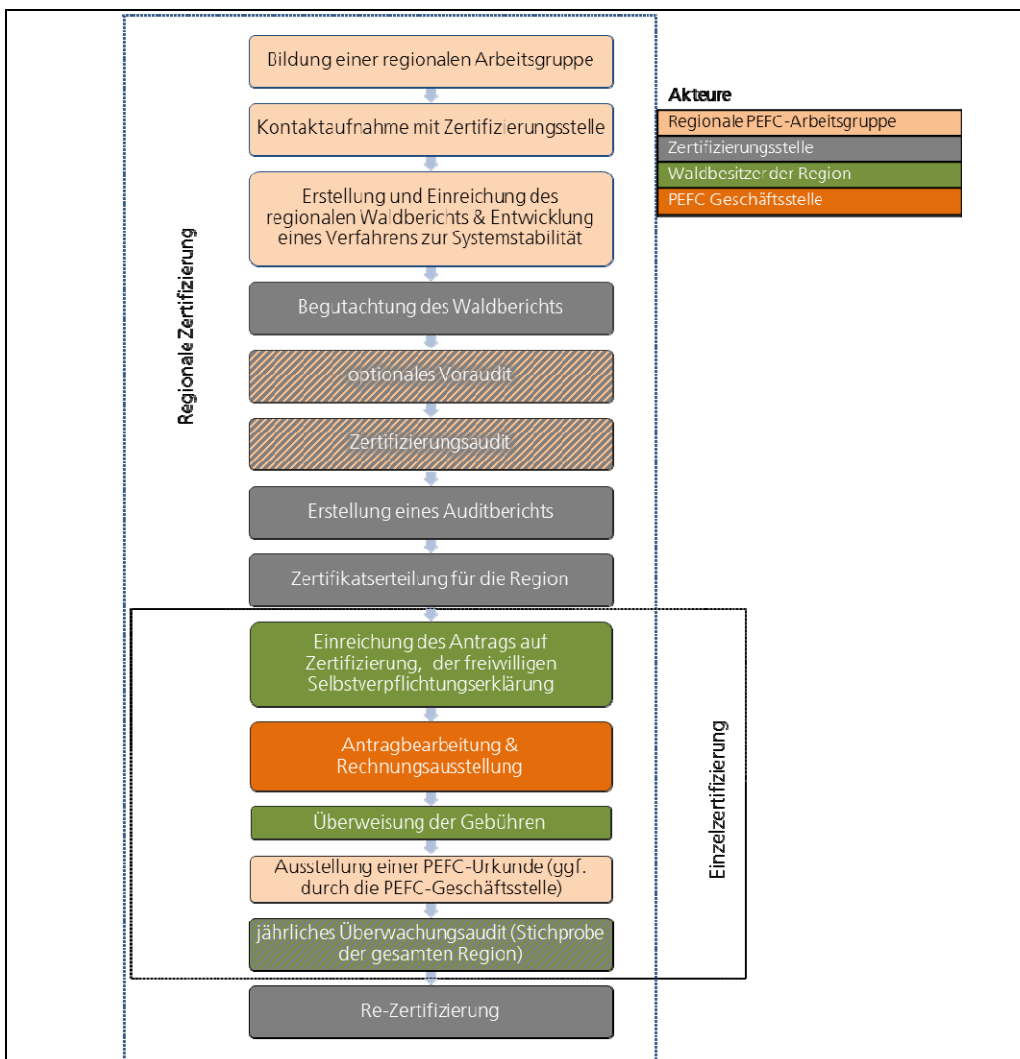 Bildung einer regionalen Arbeitsgruppe
Kontaktaufnahme mit Zertifizierungsstelle
Erstellung und Einreichung des
regionalen Waldberichts & Entwicklung
eines Verfahrens zur Systemstabilität
Begutachtung des Waldberichts
optionales Voraudit
Zertifizierungsaudit
Erstellung eines Auditberichts
Zertifikatserteilung für die Region
Einreichung des Antrags auf
Zertifizierung, der freiwilligen
Selbstverpflichtungserklärung
Antragbearbeitung &
Rechnungsausstellung
Überweisung der Gebühren
Ausstellung einer PEFC-Urkunde (ggf.
durch die PEFC-Geschäftsstelle)
jährliches Überwachungsaudit (Stichprobe
der gesamten Region)
Re-Zertifizierung
Regionale Zertifizierung
Einzelzertifizierung
Akteure
Regionale PEFC-Arbeitsgruppe
Zertifizierungsstelle
Waldbesitzer der Region
PEFC Geschäftsstelle